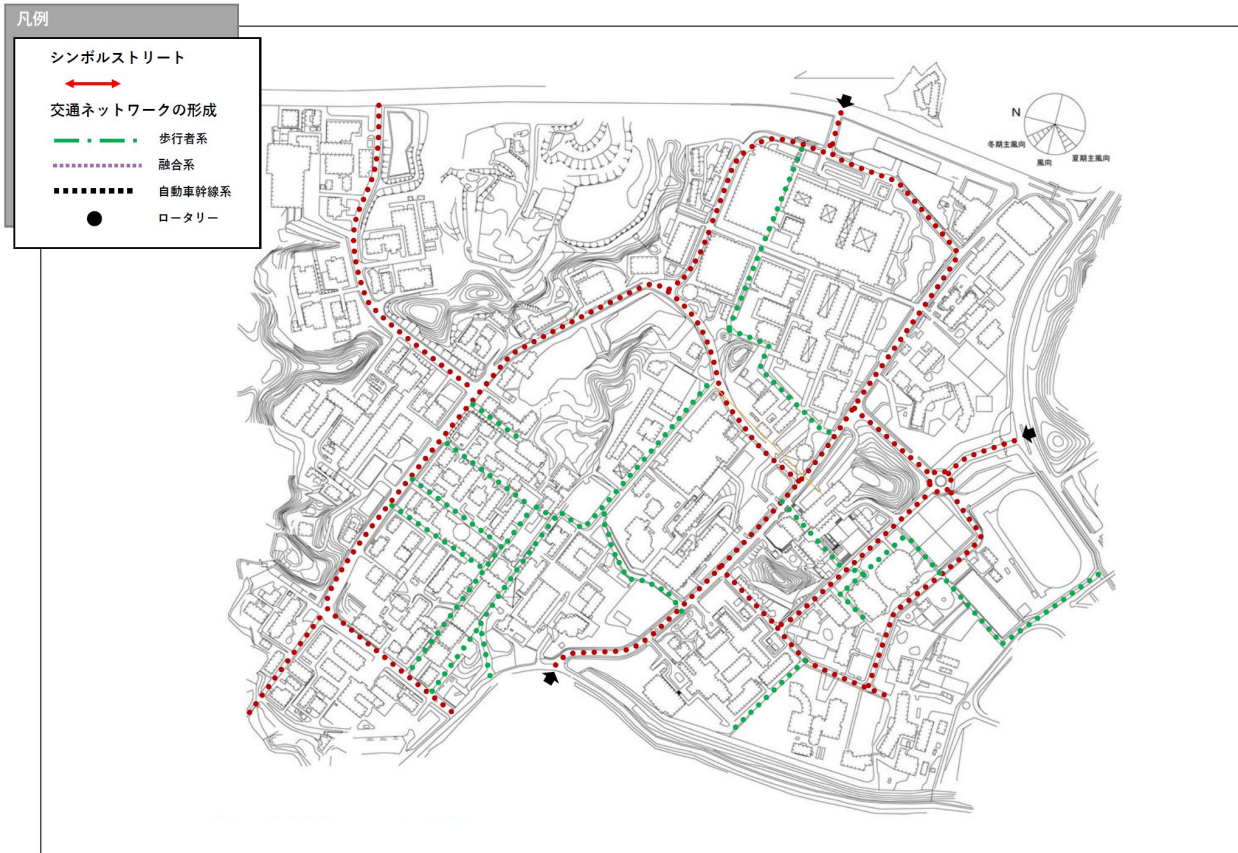 凡例
シンボルストリート
交通ネットワークの形成
歩行者系
融合系
自動車幹線系
ロータリー
N
冬期主風向
風向
夏期主風向